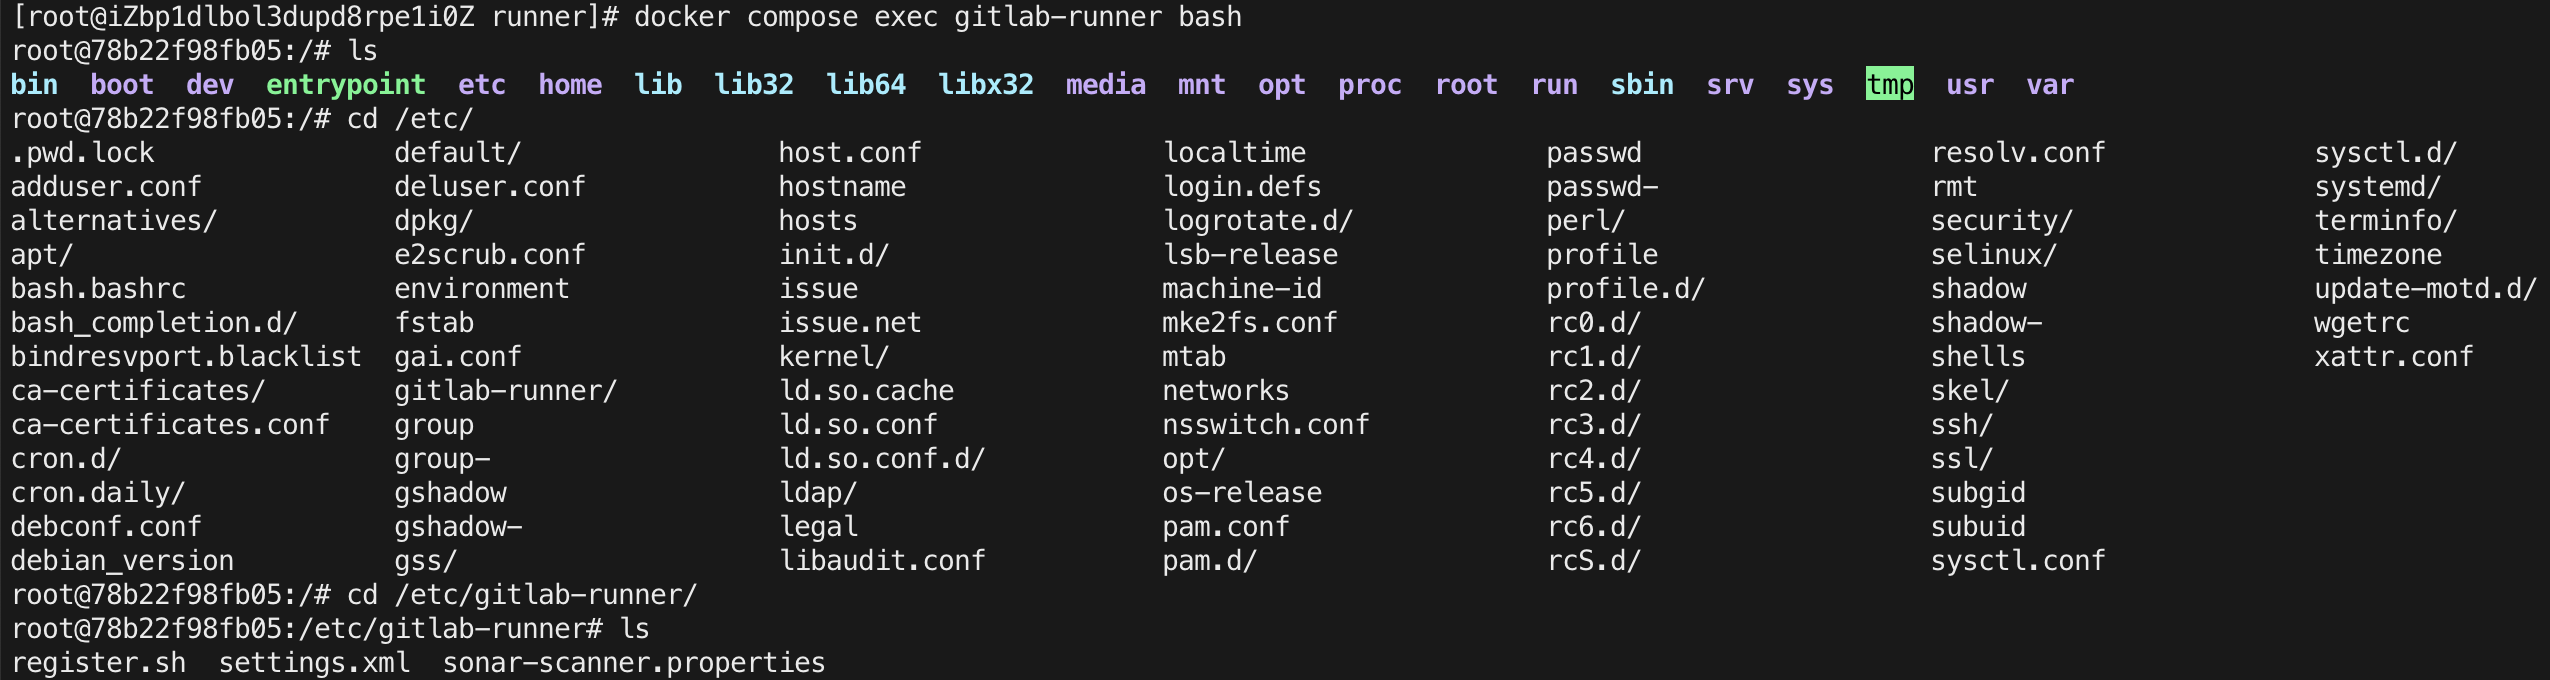 [root@iZbp1dlbol3dupd8rpe1i0Z runner]# docker compose exec gitlab-runner bash
root@78b22f98fb05:/# ls
bin  boot  dev  entrypoint  etc  home  lib  lib32  lib64  libx32  media  mnt  opt  proc  root  run  sbin  srv  sys  tmp  usr  var
root@78b22f98fb05:/# cd /etc/
.pwd.lock  default/  host.conf  localtime  passwd  resolv.conf  sysctl.d/
adduser.conf  deluser.conf  hostname  login.defs  passwd-  rmt  systemd/
alternatives/  dpkg/  hosts  logrotate.d/  perl/  security/  terminfo/
apt/  e2scrub.conf  init.d/  lsb-release  profile  selinux/  timezone
bash.bashrc  environment  issue  machine-id  profile.d/  shadow  update-motd.d/
bash_completion.d/  fstab  issue.net  mke2fs.conf  rc0.d/  shadow-  wgetrc
bindresvport.blacklist  gai.conf  kernel/  mtab  rc1.d/  shells  xattr.conf
ca-certificates/  gitlab-runner/  ld.so.cache  networks  rc2.d/  skel/
ca-certificates.conf  group  ld.so.conf  nsswitch.conf  rc3.d/  ssh/
cron.d/  group-  ld.so.conf.d/  opt/  rc4.d/  ssl/
cron.daily/  gshadow  ldap/  os-release  rc5.d/  subgid
debconf.conf  gshadow-  legal  pam.conf  rc6.d/  subuid
debian_version  gss/  libaudit.conf  pam.d/  rcS.d/  sysctl.conf
root@78b22f98fb05:/# cd /etc/gitlab-runner/
root@78b22f98fb05:/etc/gitlab-runner# ls
register.sh  settings.xml  sonar-scanner.properties